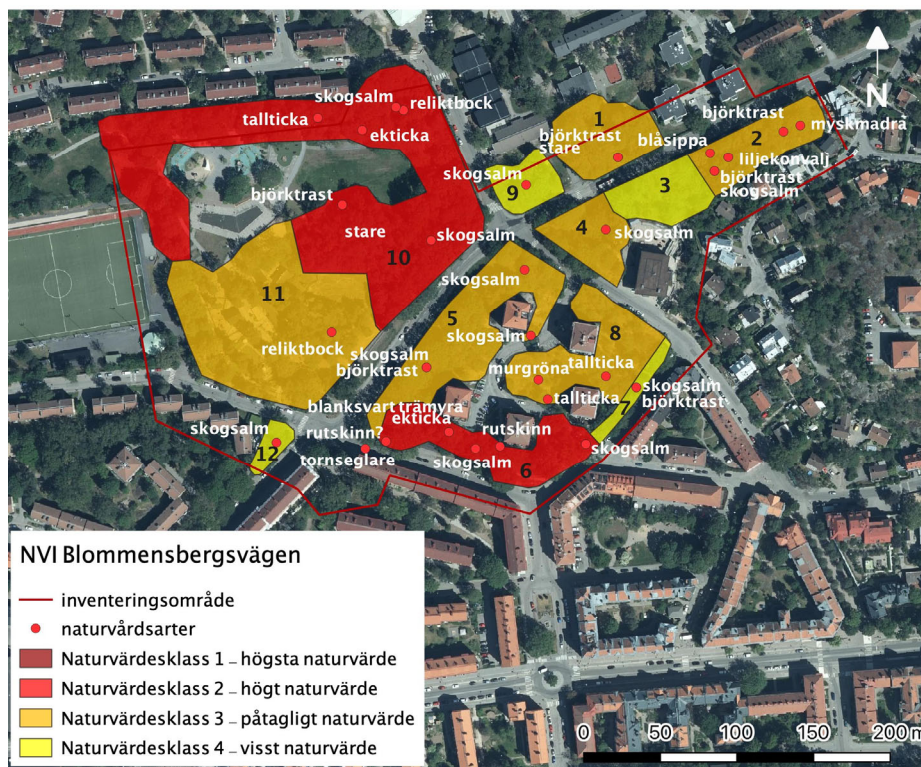 skogsalm
reliktbock
tallticka
ekticka
1
björktrast
stare
björktrast
2
myskmadra
blåsippa
liljekonvalj
björktrast
skogsalm
skogsalm
9
3
björktrast
stare
skogsalm
10
4
skogsalm
skogsalm
11
5
8
reliktbock
skogsalm
skogsalm
björktrast
murgröna
tallticka
tallticka
skogsalm
björktrast
7
blanksvart trämyra
ekticka
rutskinn?
rutskinn
skogsalm
12
tornseglare
skogsalm
6
skogsalm
N
NVI Blommensbergsvägen
inventeringsområde
naturvårdsarter
Naturvärdesklass 1 – högsta naturvärde
Naturvärdesklass 2 – högt naturvärde
Naturvärdesklass 3 – påtagligt naturvärde
Naturvärdesklass 4 – visst naturvärde
0 50 100 150 200 m